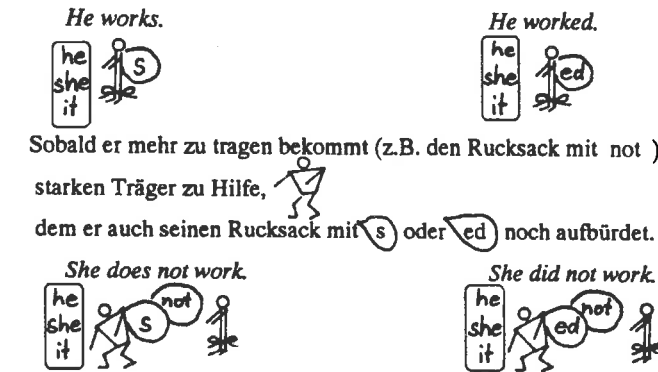 He works. He worked.
he he
she s she ed
it it
Sobald er mehr zu tragen bekommt (z.B. den Rucksack mit not )
starken Träger zu Hilfe,
dem er auch seinen Rucksack mit s oder ed noch aufbürdet.
She does not work. She did not work.
he not he not
she s she ed
it it